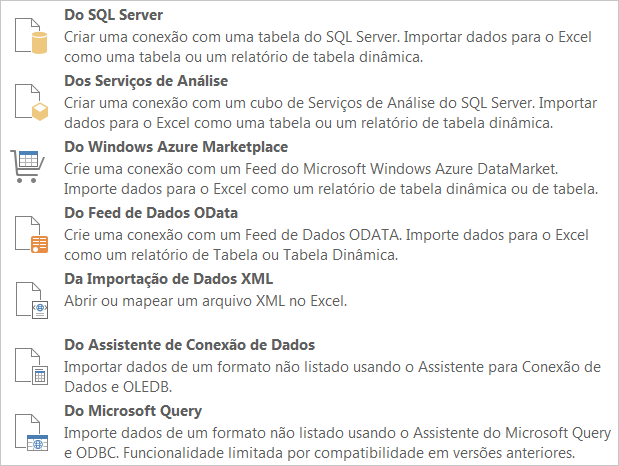 Do SQL Server
Criar uma conexão com uma tabela do SQL Server. Importar dados para o Excel
como uma tabela ou um relatório de tabela dinâmica.
Dos Serviços de Análise
Criar uma conexão com um cubo de Serviços de Análise do SQL Server. Importar
dados para o Excel como uma tabela ou um relatório de tabela dinâmica.
Do Windows Azure Marketplace
Crie uma conexão com um Feed do Microsoft Windows Azure DataMarket.
Importe dados para o Excel como um relatório de tabela dinâmica ou de tabela.
Do Feed de Dados OData
Crie uma conexão com um Feed de Dados ODATA. Importe dados para o Excel
como um relatório de Tabela ou Tabela Dinâmica.
Da Importação de Dados XML
Abrir ou mapear um arquivo XML no Excel.
Do Assistente de Conexão de Dados
Importar dados de um formato não listado usando o Assistente para Conexão de
Dados e OLEDB.
Do Microsoft Query
Importe dados de um formato não listado usando o Assistente do Microsoft Query
e ODBC. Funcionalidade limitada por compatibilidade em versões anteriores.